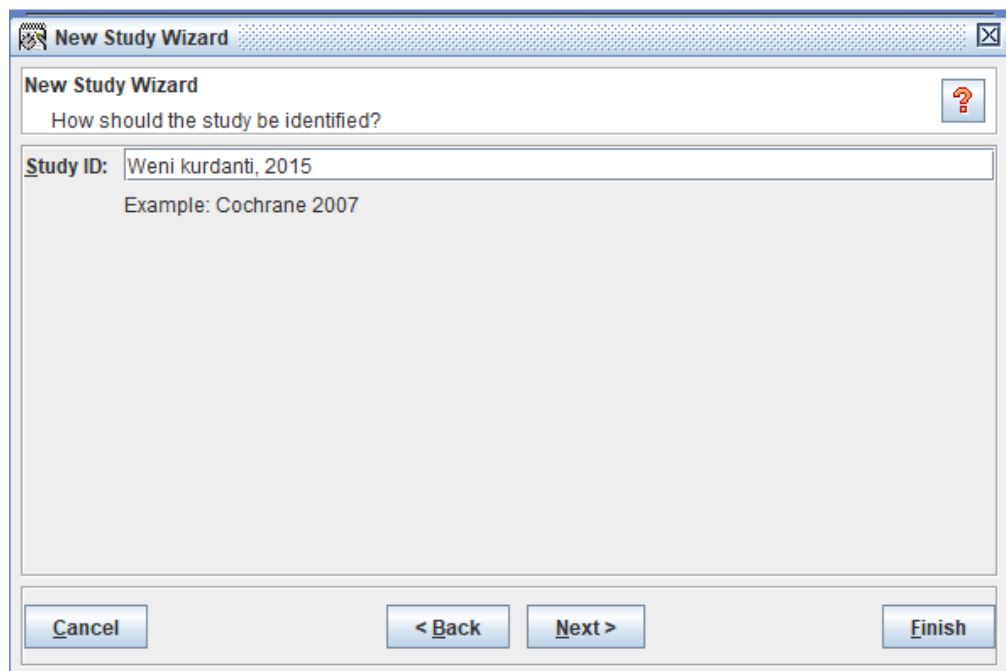 New Study Wizard
New Study Wizard
?
How should the study be identified?
Study ID: Weni kurdanti, 2015
Example: Cochrane 2007
Cancel < Back Next > Finish